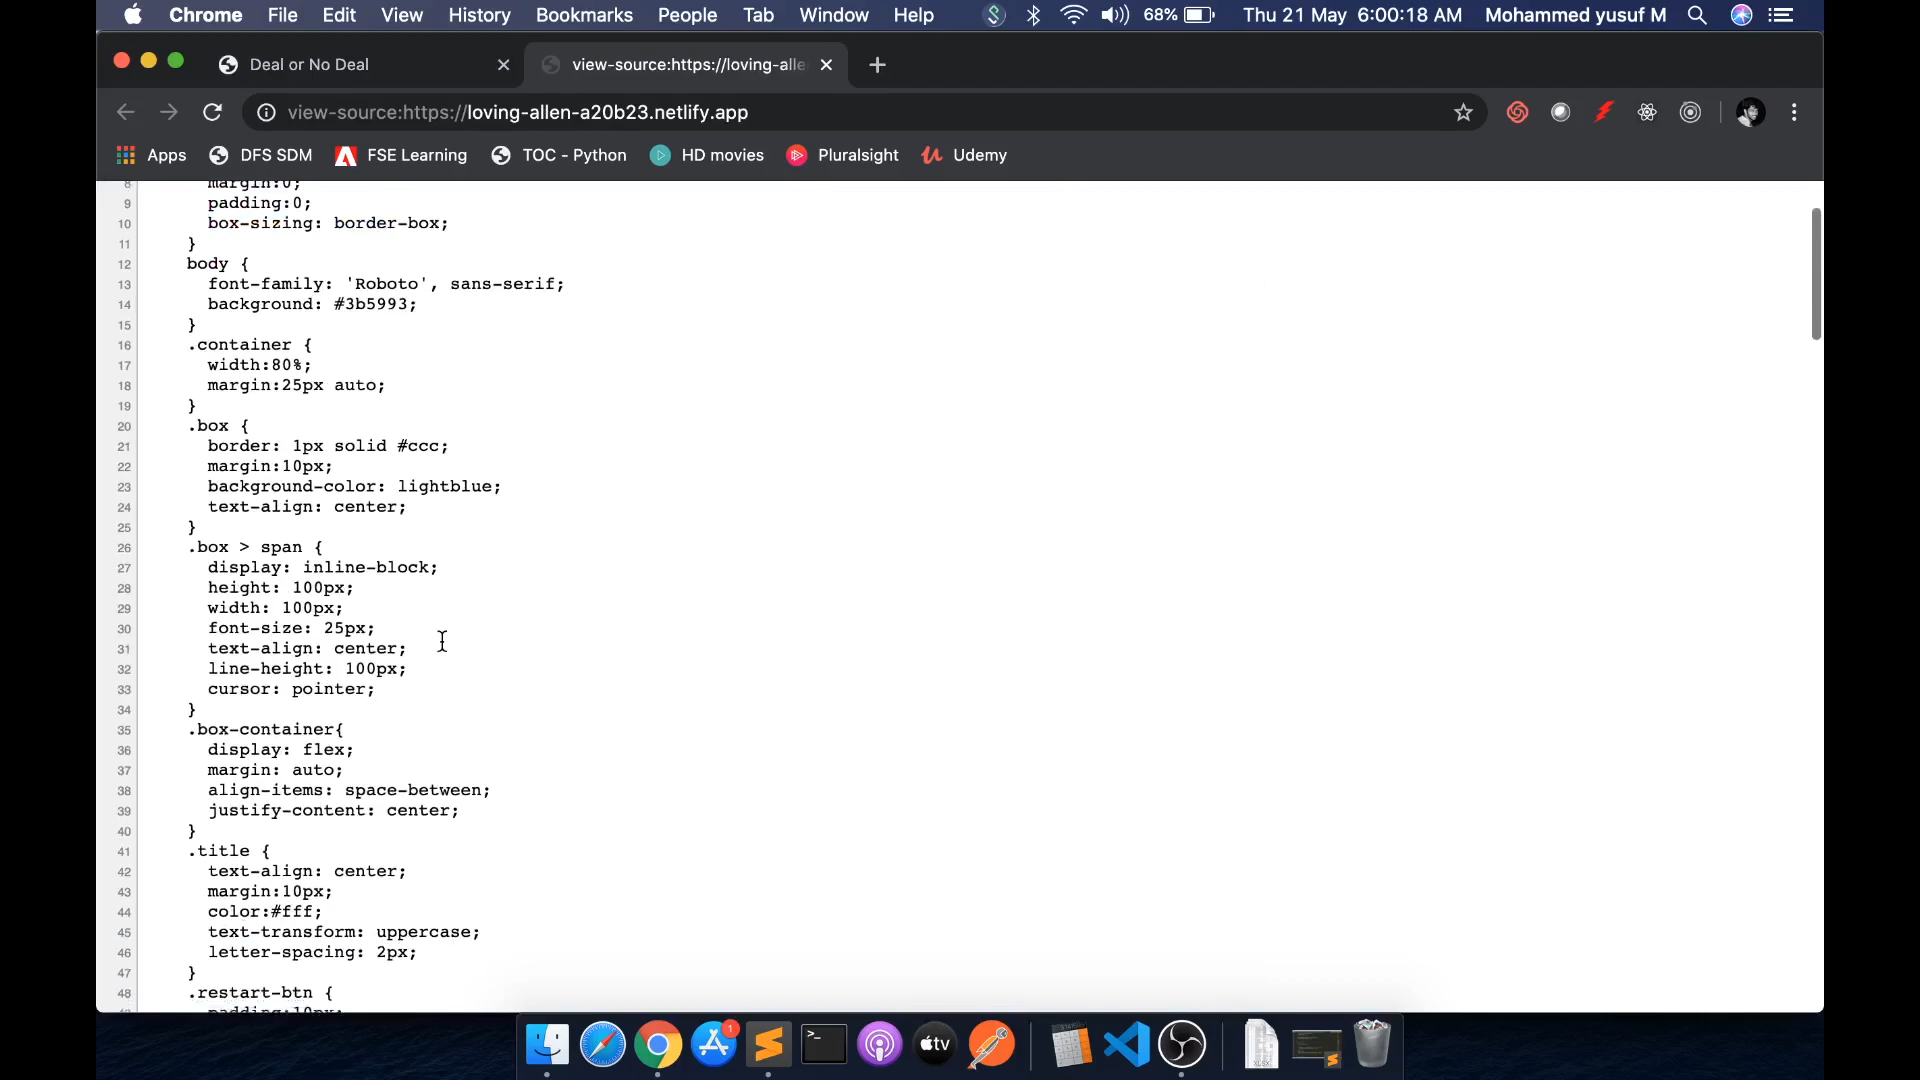 Chrome File Edit View History Bookmarks People Tab Window Help 68% Thu 21 May 6:00:18 AM Mohammed yusuf M
Deal or No Deal view-source:https://loving-alle
view-source:https://loving-allen-a20b23.netlify.app
Apps DFS SDM FSE Learning TOC - Python HD movies Pluralsight Udemy
8 margin:0;
9 padding:0;
10 box-sizing: border-box;
11 }
12 body {
13 font-family: 'Roboto', sans-serif;
14 background: #3b5993;
15 }
16 .container {
17 width:80%;
18 margin:25px auto;
19 }
20 .box {
21 border: 1px solid #ccc;
22 margin:10px;
23 background-color: lightblue;
24 text-align: center;
25 }
26 .box > span {
27 display: inline-block;
28 height: 100px;
29 width: 100px;
30 font-size: 25px;
31 text-align: center;
32 line-height: 100px;
33 cursor: pointer;
34 }
35 .box-container{
36 display: flex;
37 margin: auto;
38 align-items: space-between;
39 justify-content: center;
40 }
41 .title {
42 text-align: center;
43 margin:10px;
44 color:#fff;
45 text-transform: uppercase;
46 letter-spacing: 2px;
47 }
48 .restart-btn {
padding:10px;
1
tv